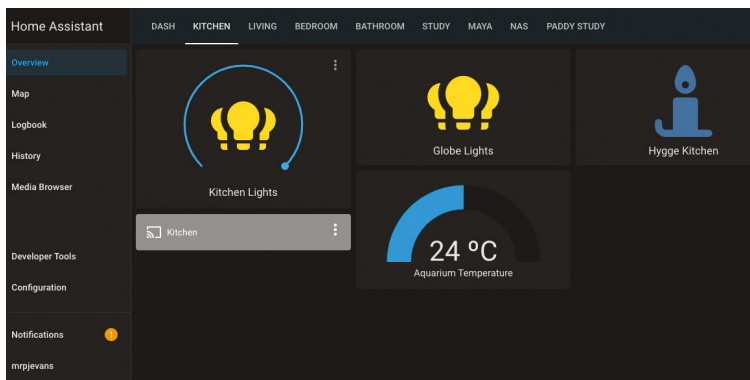 Home Assistant
DASH KITCHEN LIVING BEDROOM BATHROOM STUDY MAYA NAS PADDY STUDY
Overview
Map
Logbook
History
Media Browser
Developer Tools
Configuration
Notifications 1
mrpjevans
Kitchen Lights
Kitchen
Globe Lights
24 ºC
Aquarium Temperature
Hygge Kitchen